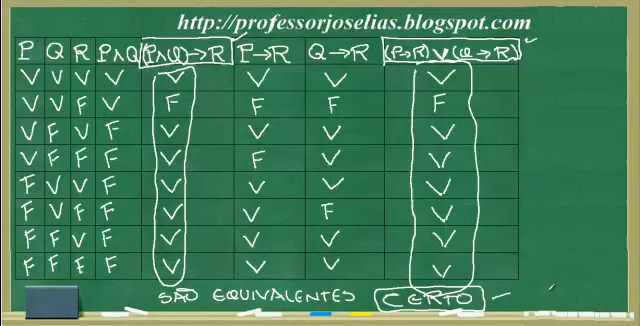 http://professorjoselias.blogspot.com
P Q R P∧Q (P∧Q)→R P→R Q→R (P→R)∨(Q→R)
V V V V V V V V
V V F V F F F F
V F V F V V V V
V F F F V F V V
F V V F V V V V
F V F F V V F V
F F V F V V V V
F F F F V V V V
SÃO EQUIVALENTES CERTO